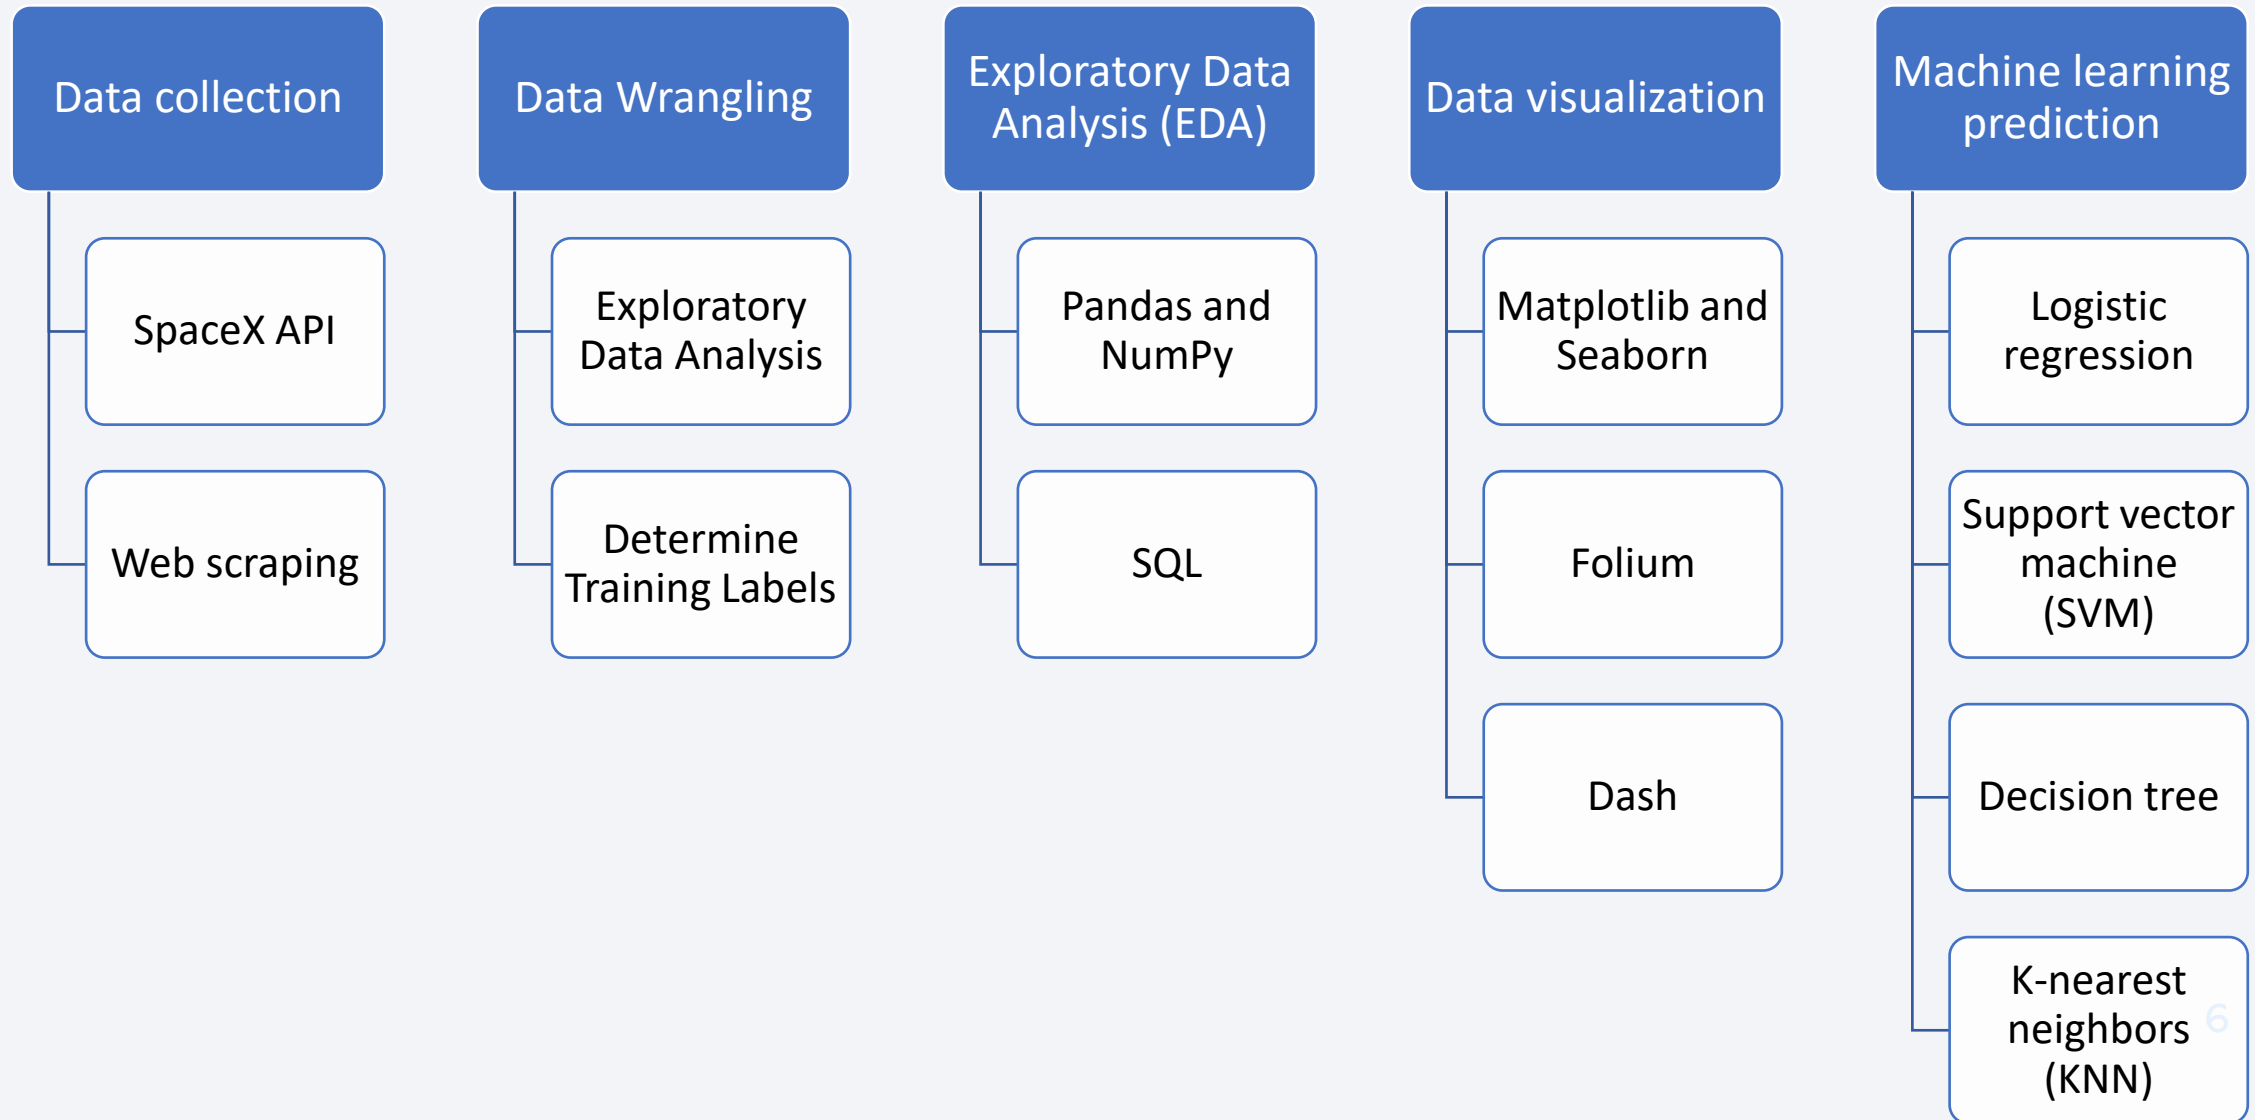 Data collection
SpaceX API
Web scraping
Data Wrangling
Exploratory
Data Analysis
Determine
Training Labels
Exploratory Data
Analysis (EDA)
Pandas and
NumPy
SQL
Data visualization
Matplotlib and
Seaborn
Folium
Dash
Machine learning
prediction
Logistic
regression
Support vector
machine
(SVM)
Decision tree
K-nearest
neighbors
(KNN)
6